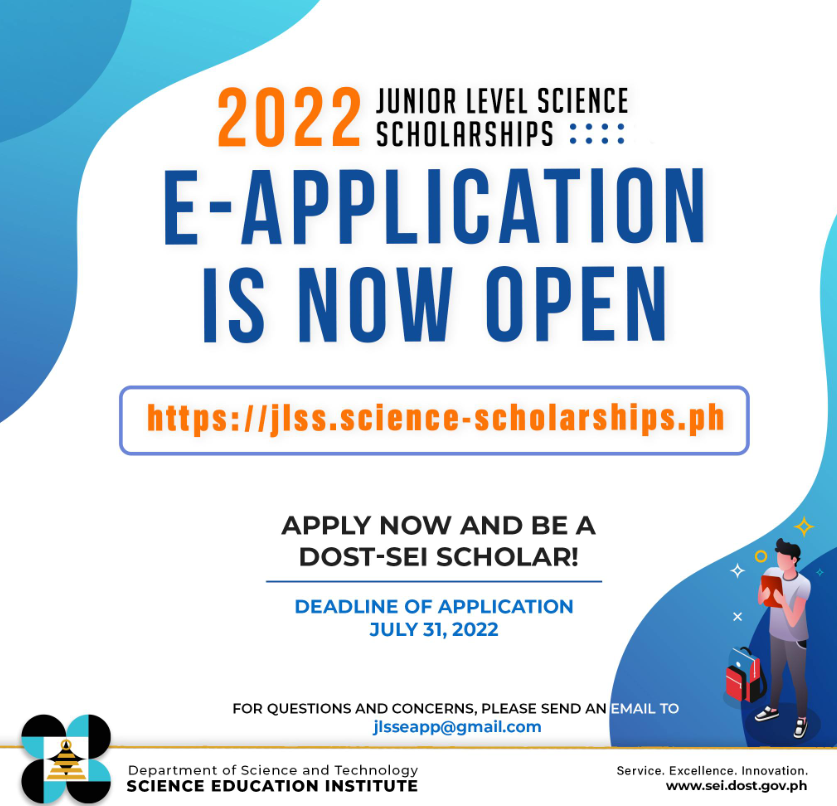 2022 JUNIOR LEVEL SCIENCE
SCHOLARSHIPS
E-APPLICATION
IS NOW OPEN
https://jlss.science-scholarships.ph
APPLY NOW AND BE A
DOST-SEI SCHOLAR!
DEADLINE OF APPLICATION
JULY 31, 2022
FOR QUESTIONS AND CONCERNS, PLEASE SEND AN EMAIL TO
jlsseapp@gmail.com
Department of Science and Technology
SCIENCE EDUCATION INSTITUTE
Service. Excellence. Innovation.
www.sei.dost.gov.ph